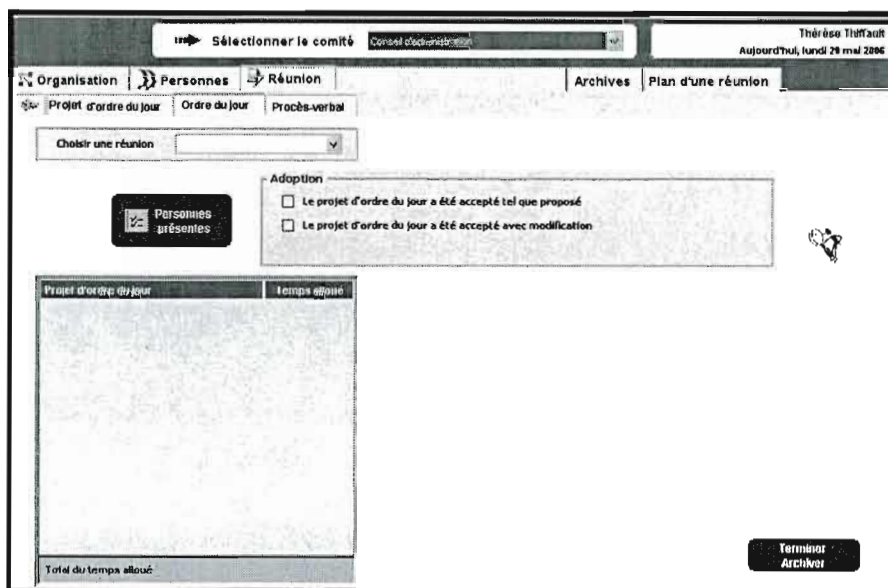 Sélectionner le comité Conseil d'administration
Thérèse Thiffault
Aujourd'hui, lundi 29 mai 2006
Organisation Personnes Réunion Archives Plan d'une réunion
Projet d'ordre du jour Ordre du jour Procès-verbal
Choisir une réunion
Adoption
Le projet d'ordre du jour a été accepté tel que proposé
Le projet d'ordre du jour a été accepté avec modification
Personnes
présentes
Projet d'ordre du jour Temps alloué
Total du temps alloué
Terminer
Archiver